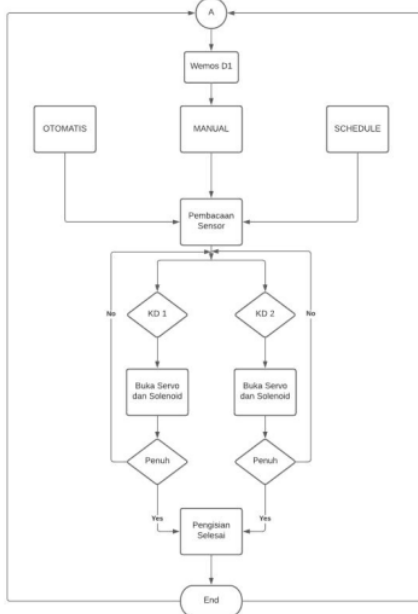 A
Wemos D1
OTOMATIS
MANUAL
SCHEDULE
Pembacaan
Sensor
No
KD 1
KD 2
No
Buka Servo
dan Solenoid
Buka Servo
dan Solenoid
Penuh
Penuh
Yes
Yes
Pengisian
Selesai
End